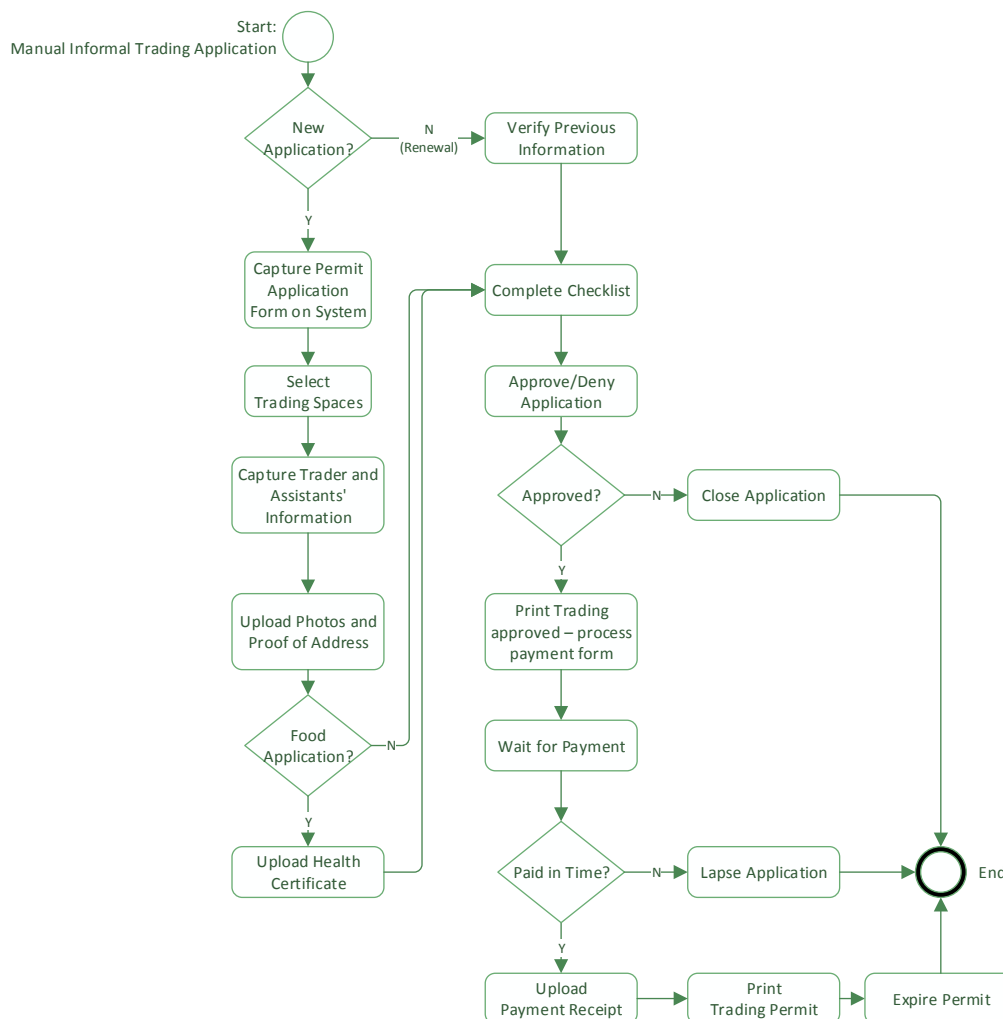 Start:
Manual Informal Trading Application
New
Application?
N
(Renewal)
Verify Previous
Information
Y
Capture Permit
Application
Form on System
Complete Checklist
Select
Trading Spaces
Approve/Deny
Application
Capture Trader and
Assistants'
Information
Approved?
N
Close Application
Y
Upload Photos and
Proof of Address
Print Trading
approved – process
payment form
Food
Application?
N
Wait for Payment
Y
Upload Health
Certificate
Paid in Time?
N
Lapse Application
End
Y
Upload
Payment Receipt
Print
Trading Permit
Expire Permit